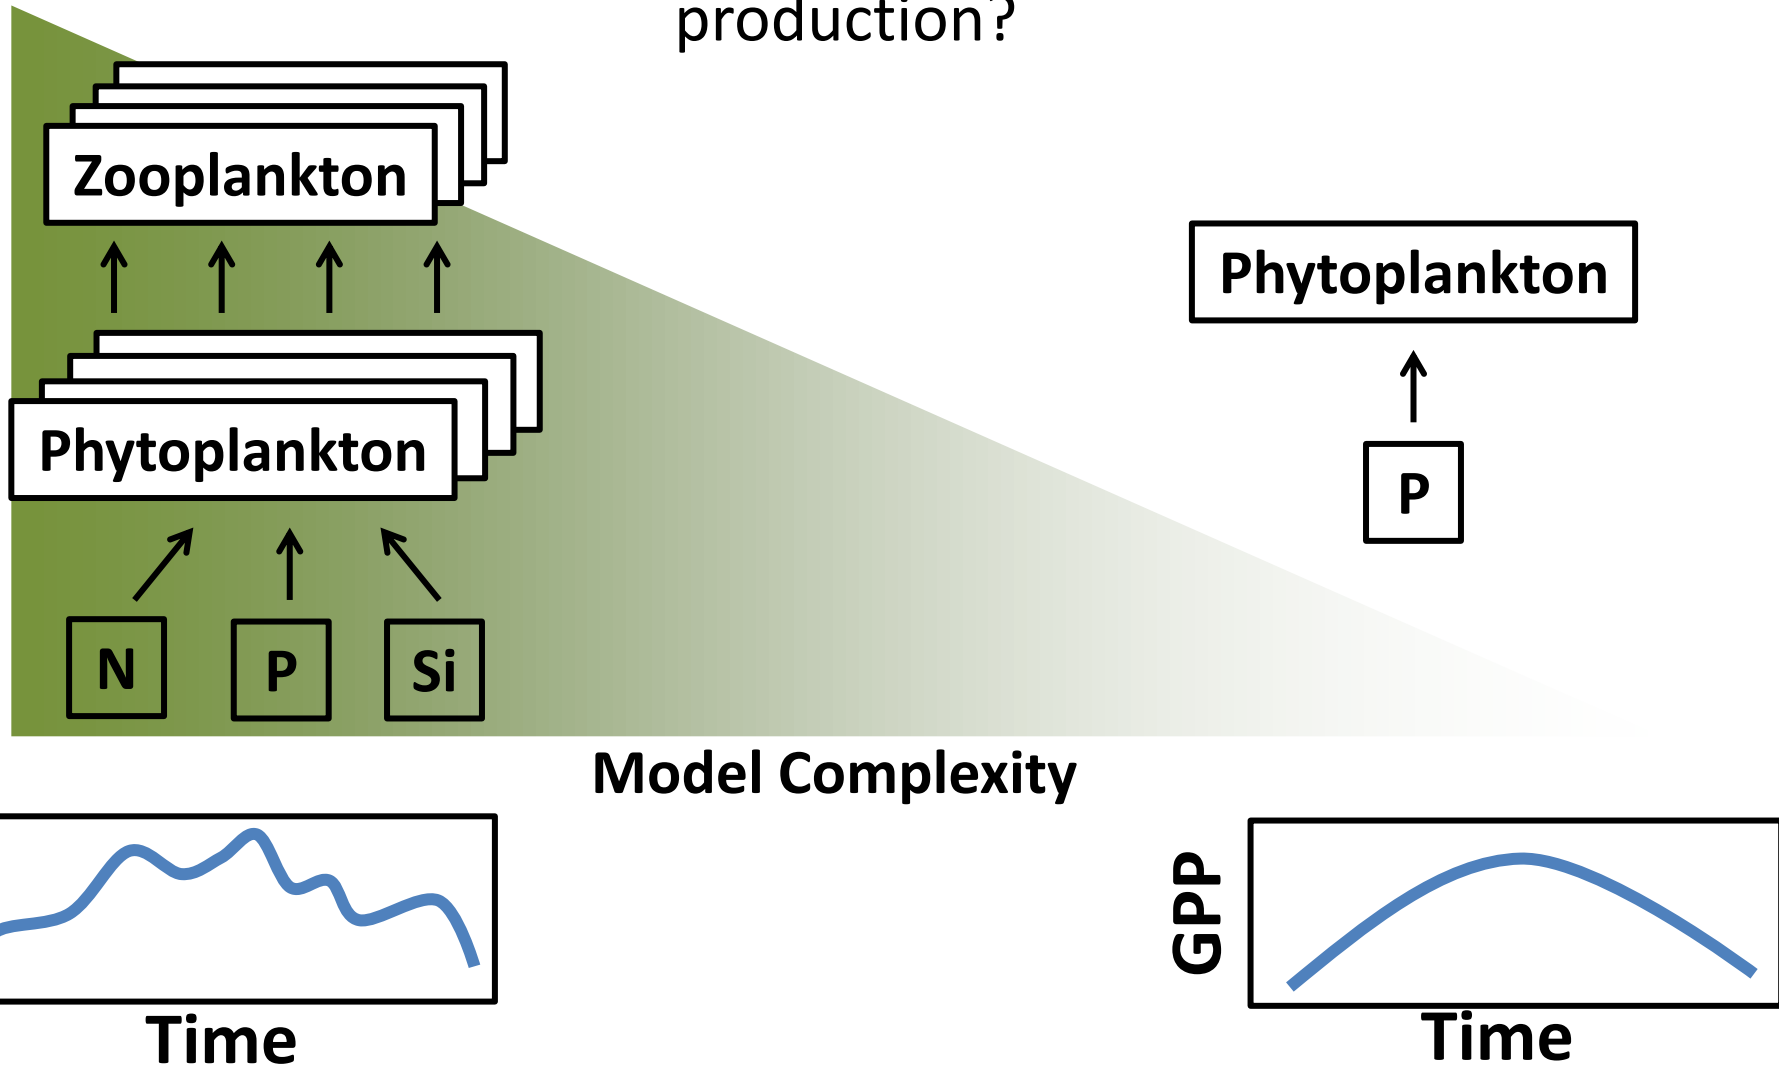 production?
Zooplankton
Phytoplankton
Phytoplankton
P
N P Si
Model Complexity
GPP
Time
Time